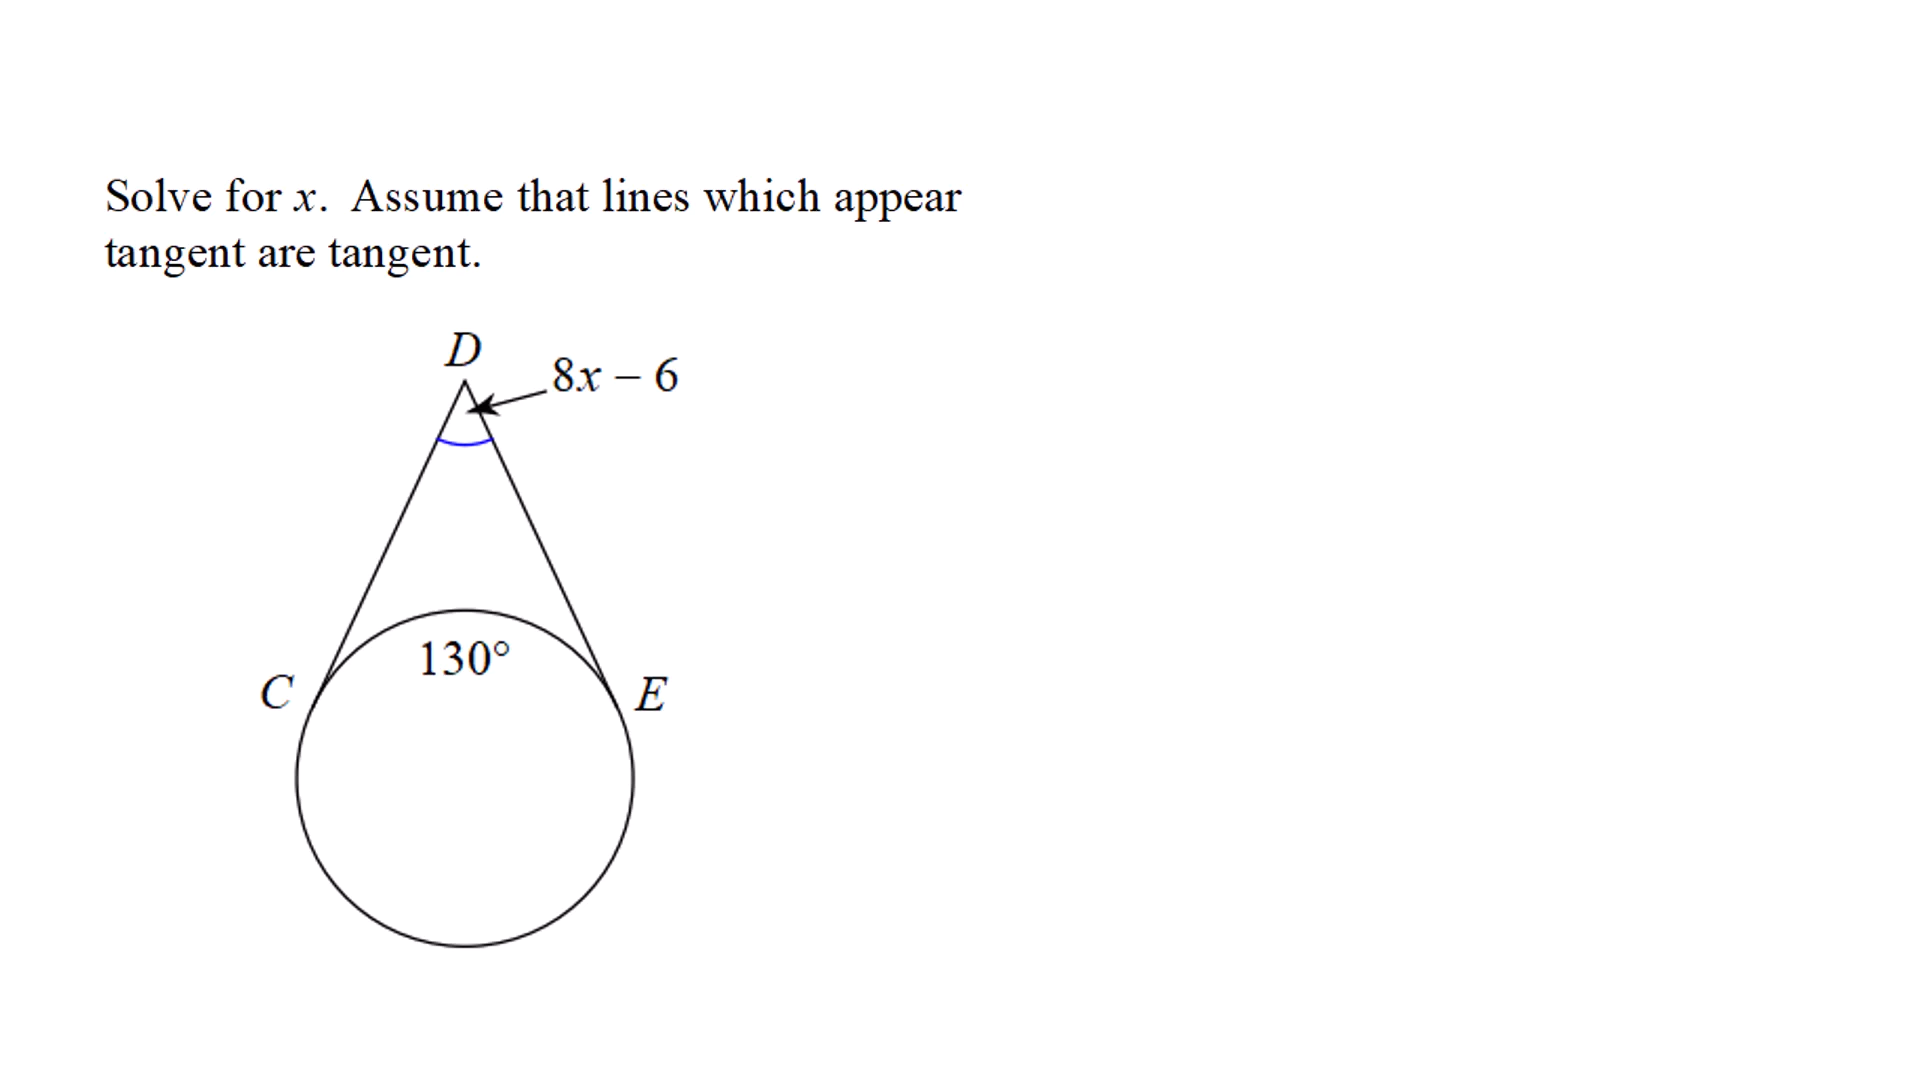 Solve for x. Assume that lines which appear
tangent are tangent.
D
8x – 6
130°
C
E